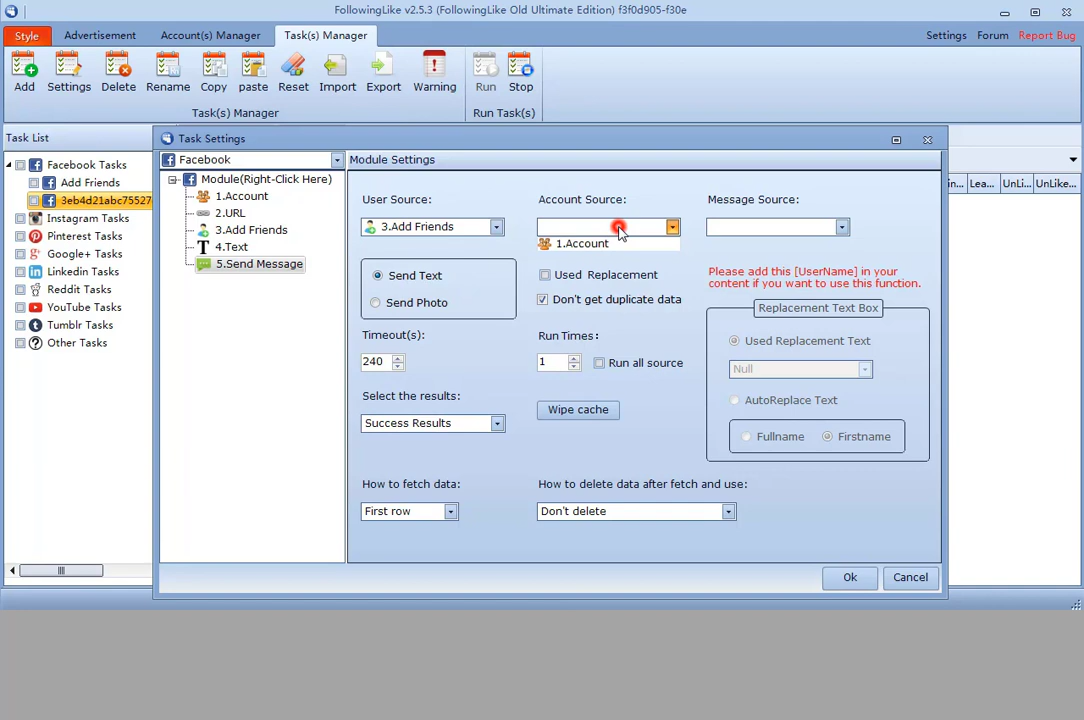 FollowingLike v2.5.3 (FollowingLike Old Ultimate Edition) f3f0d905-f30e
Style Advertisement Account(s) Manager Task(s) Manager Settings Forum Report Bug
Add Settings Delete Rename Copy paste Reset Import Export Warning Run Stop
Task(s) Manager Run Task(s)
Task List
Facebook Tasks
Add Friends
3eb4d21abc75527
Instagram Tasks
Pinterest Tasks
Google+ Tasks
Linkedin Tasks
Reddit Tasks
YouTube Tasks
Tumblr Tasks
Other Tasks
Task Settings
Facebook
Module(Right-Click Here)
1.Account
2.URL
3.Add Friends
4.Text
5.Send Message
Module Settings
User Source: Account Source: Message Source:
3.Add Friends
1.Account
Send Text
Send Photo
Used Replacement
Don't get duplicate data
Please add this [UserName] in your
content if you want to use this function.
Replacement Text Box
Used Replacement Text
Null
AutoReplace Text
Fullname Firstname
Timeout(s): Run Times:
240 1 Run all source
Select the results:
Success Results
Wipe cache
How to fetch data: How to delete data after fetch and use:
First row Don't delete
Ok Cancel
in... Lea... UnLi... UnLike...